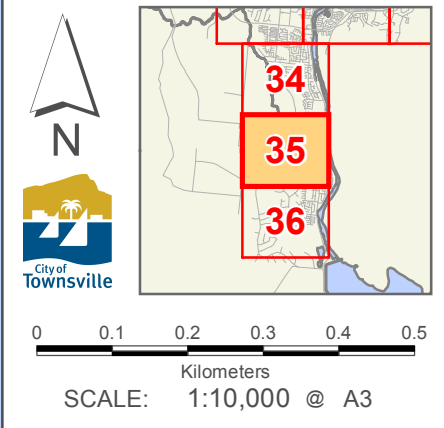 34
N
35
36
City of
Townsville
0 0.1 0.2 0.3 0.4 0.5
Kilometers
SCALE: 1:10,000 @ A3